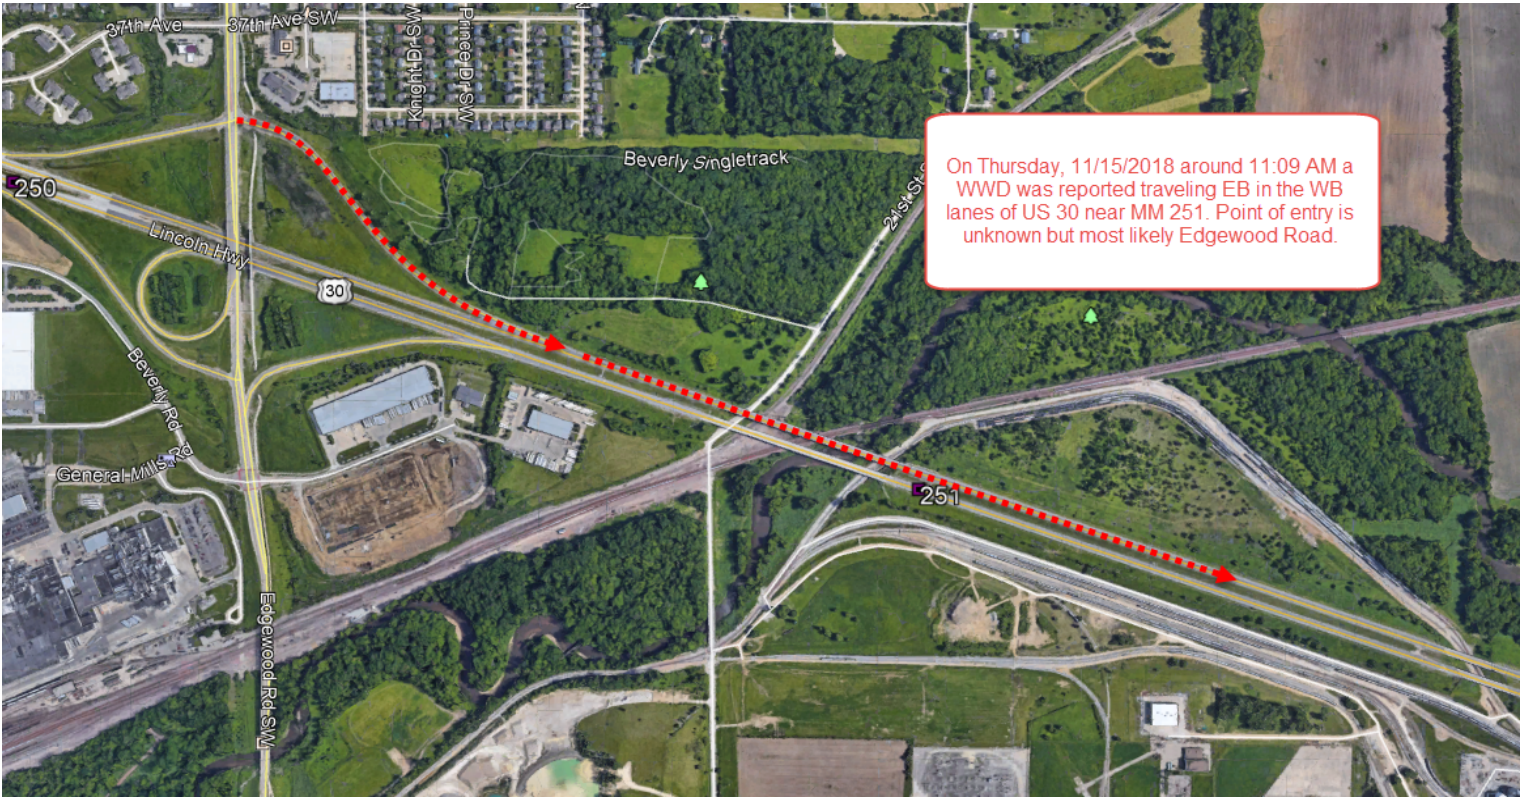 37th Ave
37th Ave SW
Knight Dr SW
Prince Dr SW
Beverly Singletrack
21st St S
On Thursday, 11/15/2018 around 11:09 AM a
WWD was reported traveling EB in the WB
lanes of US 30 near MM 251. Point of entry is
unknown but most likely Edgewood Road.
250
Lincoln Hwy
30
Beverly Rd
General Mills Rd
251
Edgewood Rd SW